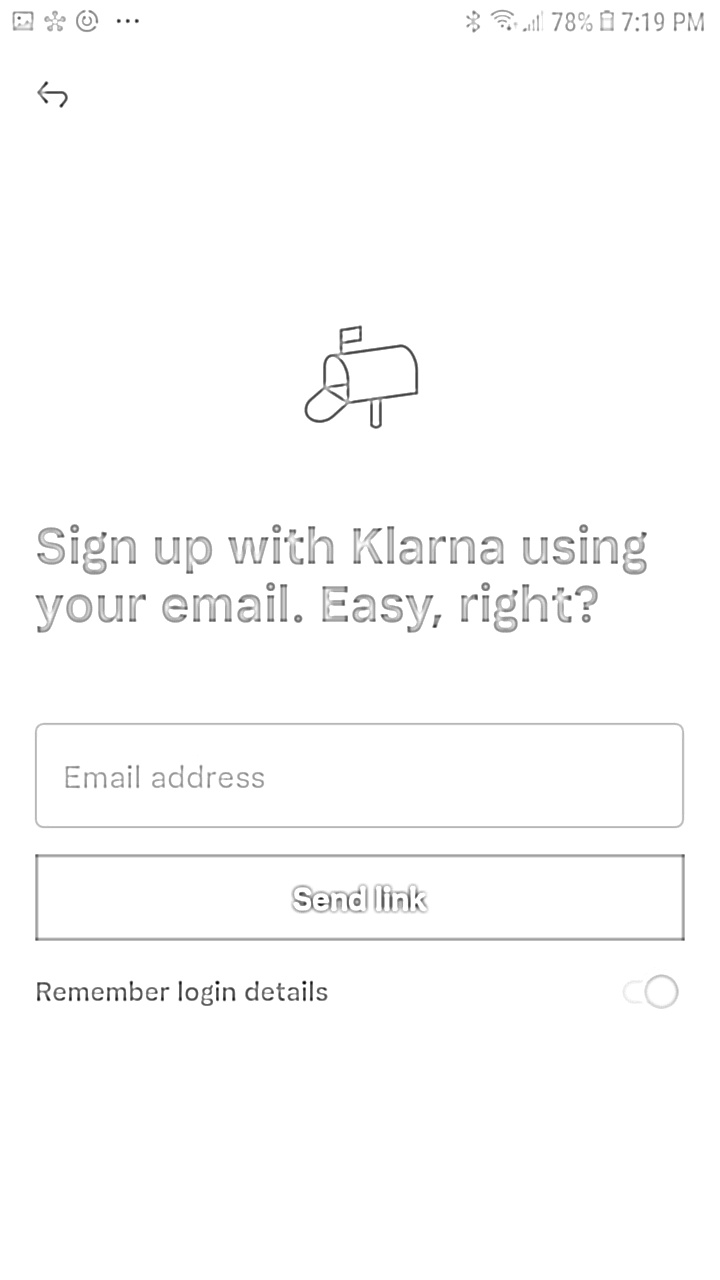 78% 7:19 PM
Sign up with Klarna using
your email. Easy, right?
Email address
Send link
Remember login details